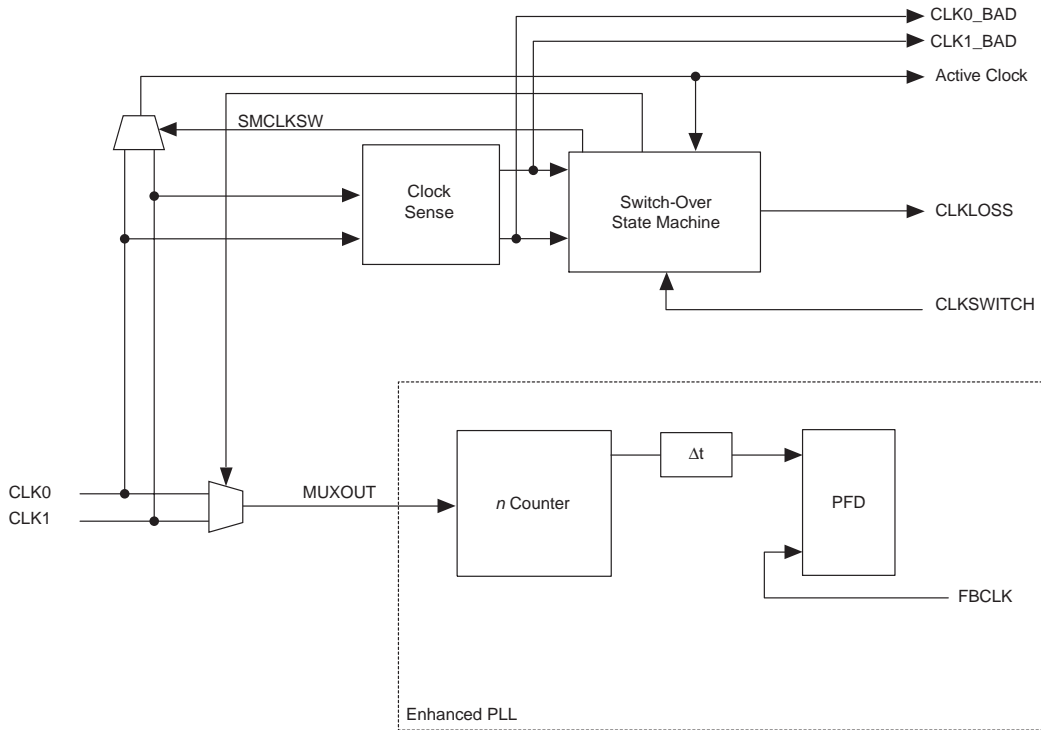 CLK0_BAD
CLK1_BAD
Active Clock
SMCLKSW
Clock
Sense
Switch-Over
State Machine
CLKLOSS
CLKSWITCH
Δt
CLK0
MUXOUT
n Counter
PFD
CLK1
FBCLK
Enhanced PLL